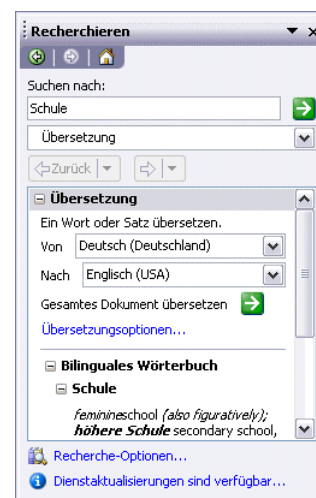 Recherchieren
Suchen nach:
Schule
Übersetzung
Zurück
Übersetzung
Ein Wort oder Satz übersetzen.
Von Deutsch (Deutschland)
Nach Englisch (USA)
Gesamtes Dokument übersetzen
Übersetzungsoptionen...
Bilinguales Wörterbuch
Schule
feminineschool (also figuratively);
höhere Schule secondary school,
Recherche-Optionen...
Dienstaktualisierungen sind verfügbar...